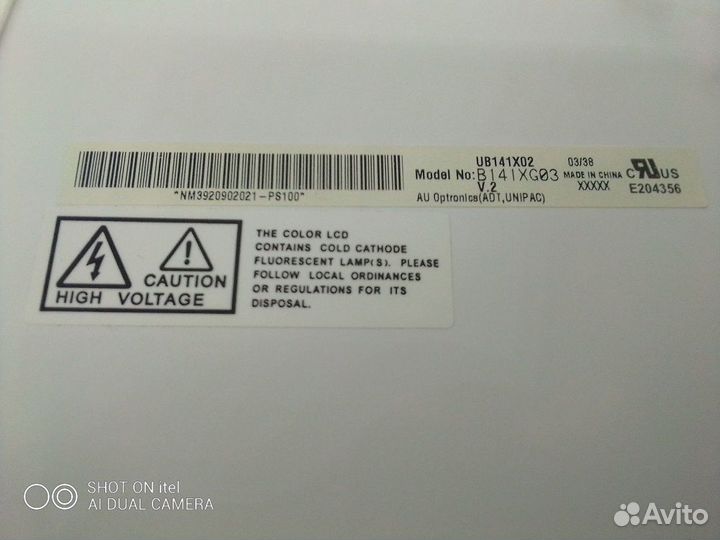 UB141X02 03/38
Model No: B141XG03 MADE IN CHINA
V.2 XXXXX
AU Optronics(ADT,UNIPAC)
C RU US
E204356
*NM3920902021-PS100*
CAUTION
HIGH VOLTAGE
THE COLOR LCD
CONTAINS COLD CATHODE
FLUORESCENT LAMP(S). PLEASE
FOLLOW LOCAL ORDINANCES
OR REGULATIONS FOR ITS
DISPOSAL.
SHOT ON itel
AI DUAL CAMERA
Avito